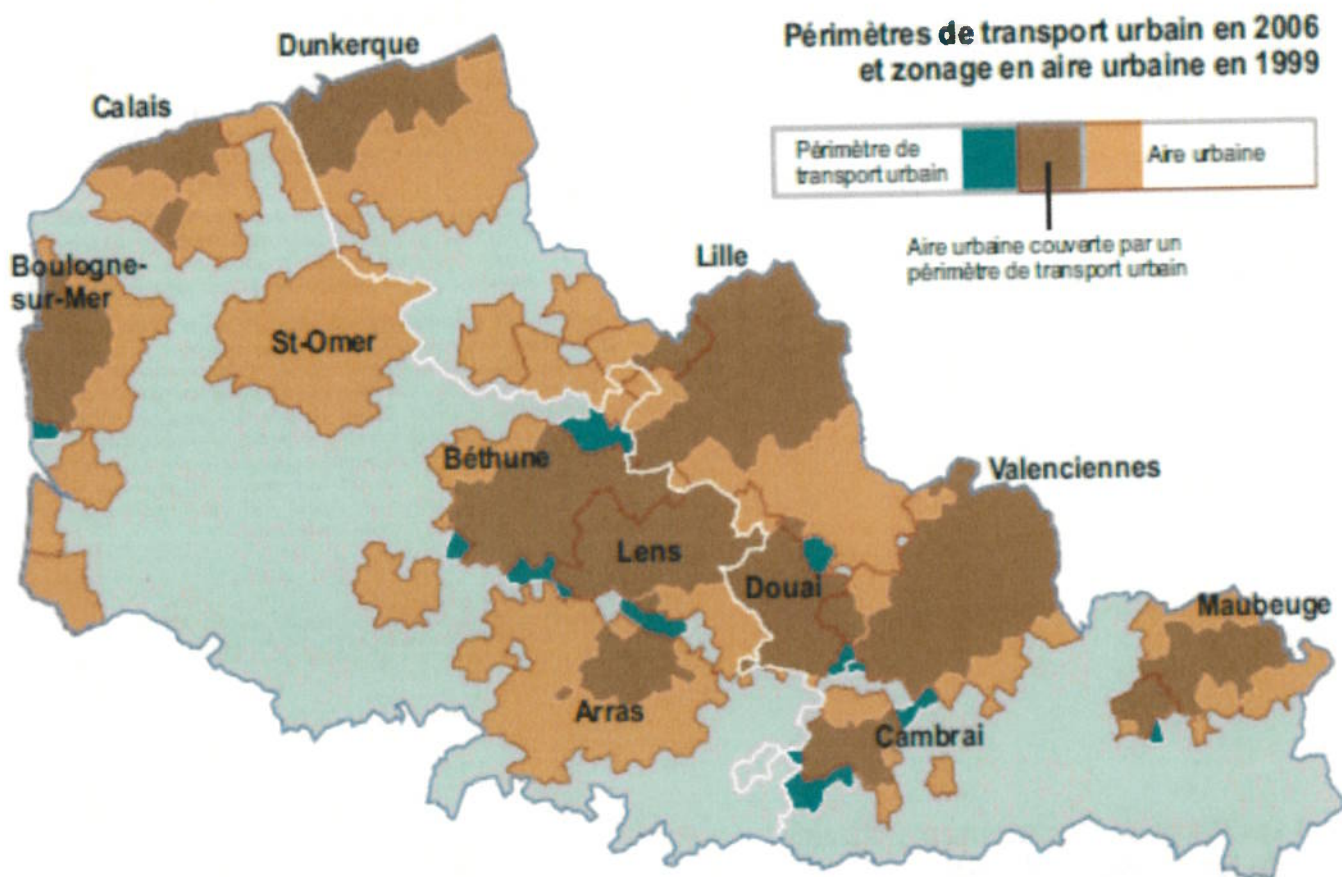 Périmètres de transport urbain en 2006
et zonage en aire urbaine en 1999
Périmètre de
transport urbain
Aire urbaine
Aire urbaine couverte par un
périmètre de transport urbain
Dunkerque
Calais
Boulogne-
sur-Mer
St-Omer
Lille
Béthune
Valenciennes
Lens
Douai
Maubeuge
Arras
Cambrai